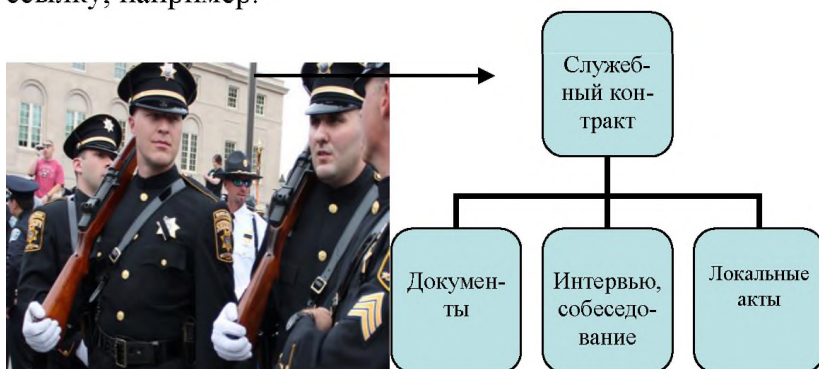 ссылку, например:
Служеб-
ный кон-
тракт
Докумен-
ты
Интервью,
собеседо-
вание
Локальные
акты